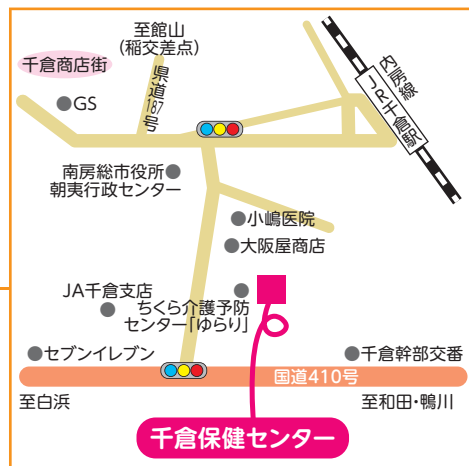 至館山
(稲交差点)
千倉商店街
県道187号
GS
内房線
JR千倉駅
南房総市役所
朝夷行政センター
小嶋医院
大阪屋商店
JA千倉支店
ちくら介護予防
センター「ゆらり」
セブンイレブン
千倉幹部交番
国道410号
至白浜
至和田・鴨川
千倉保健センター